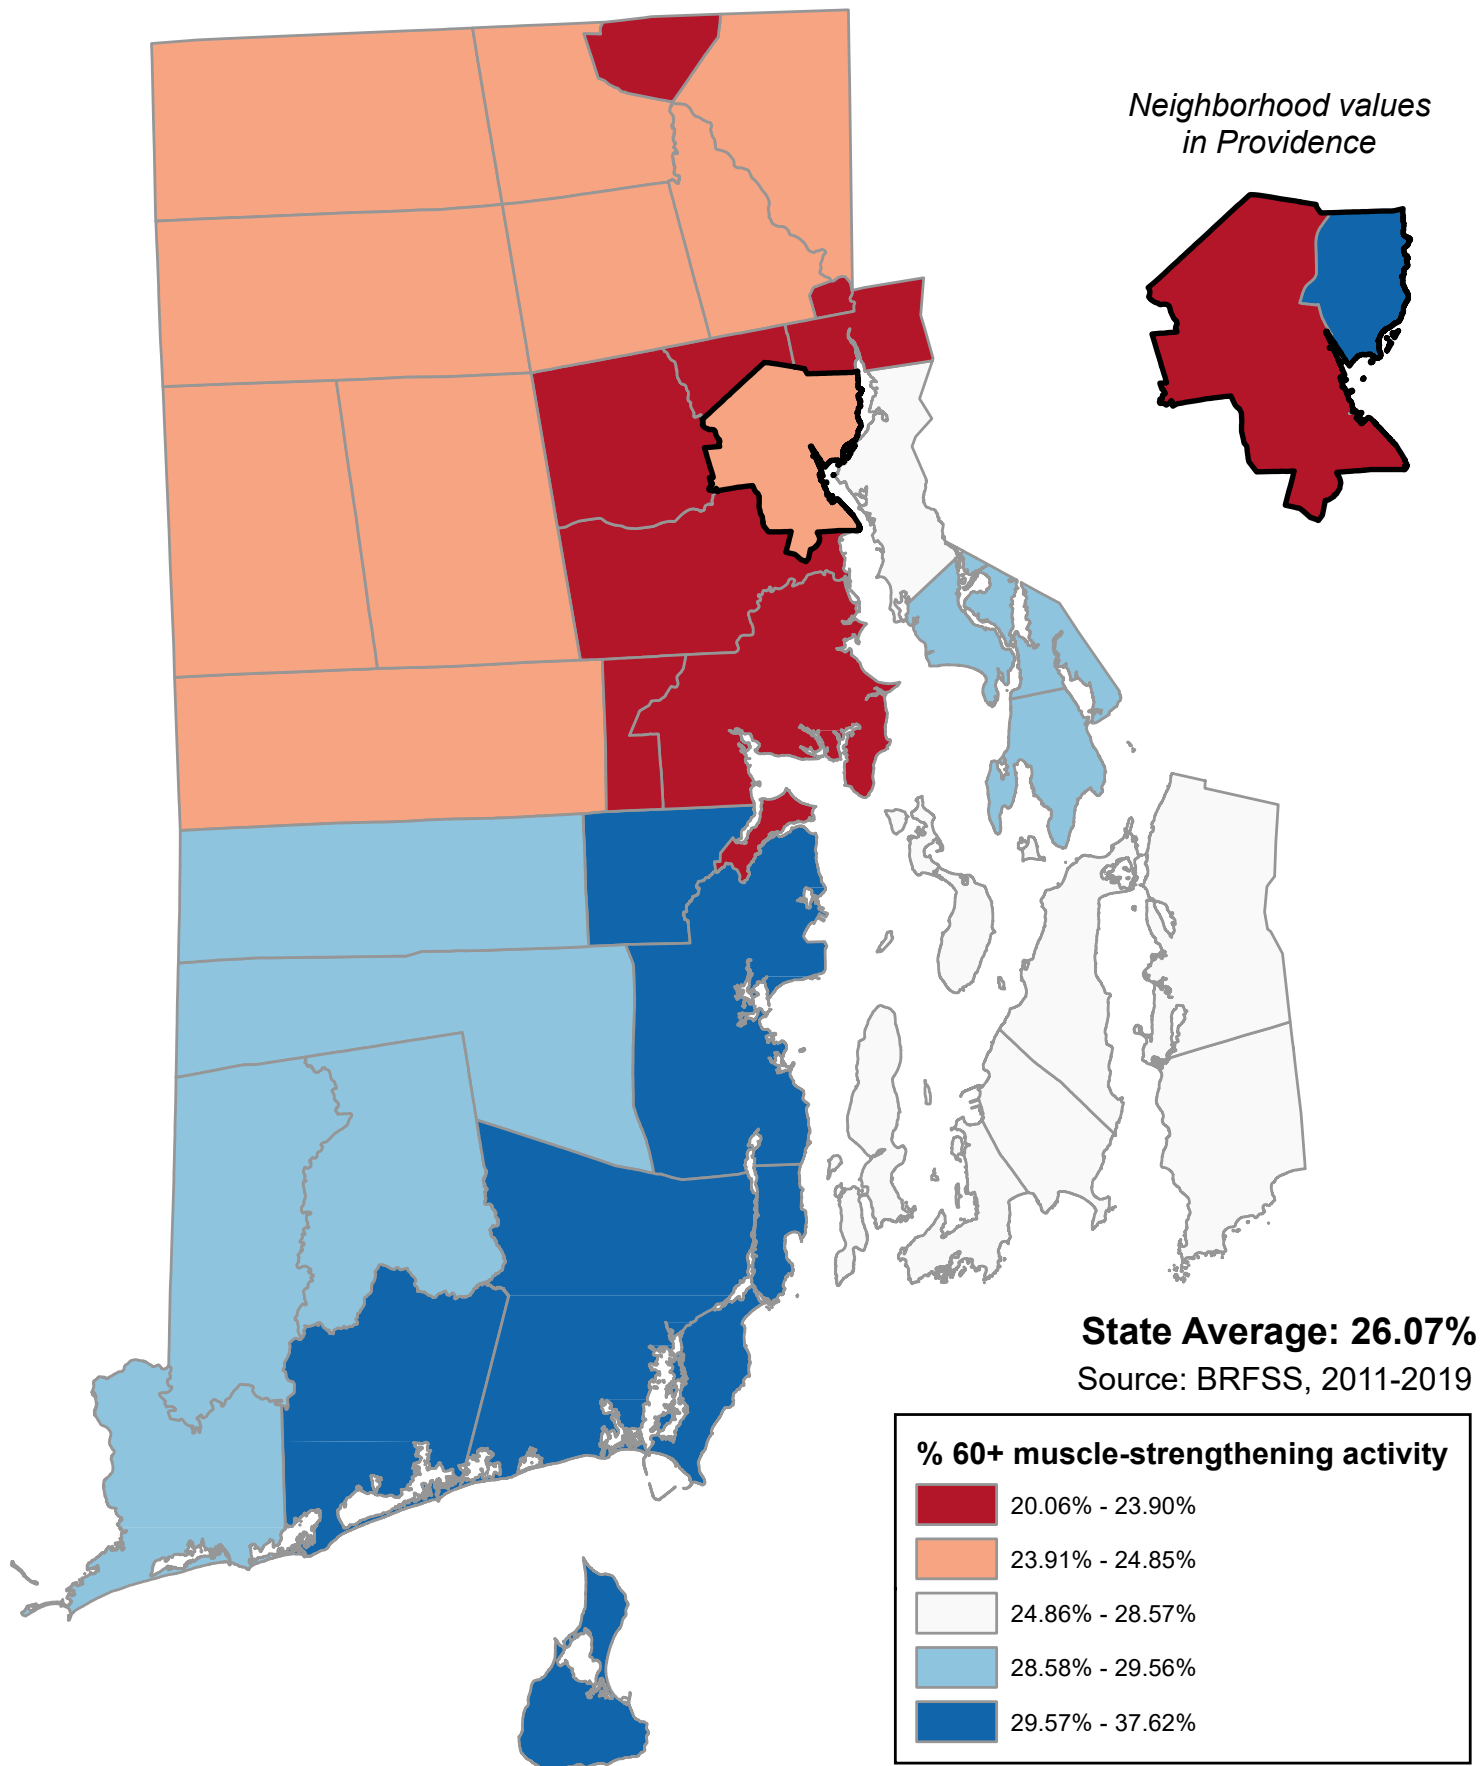 Neighborhood values
in Providence
State Average: 26.07%
Source: BRFSS, 2011-2019
% 60+ muscle-strengthening activity
20.06% - 23.90%
23.91% - 24.85%
24.86% - 28.57%
28.58% - 29.56%
29.57% - 37.62%